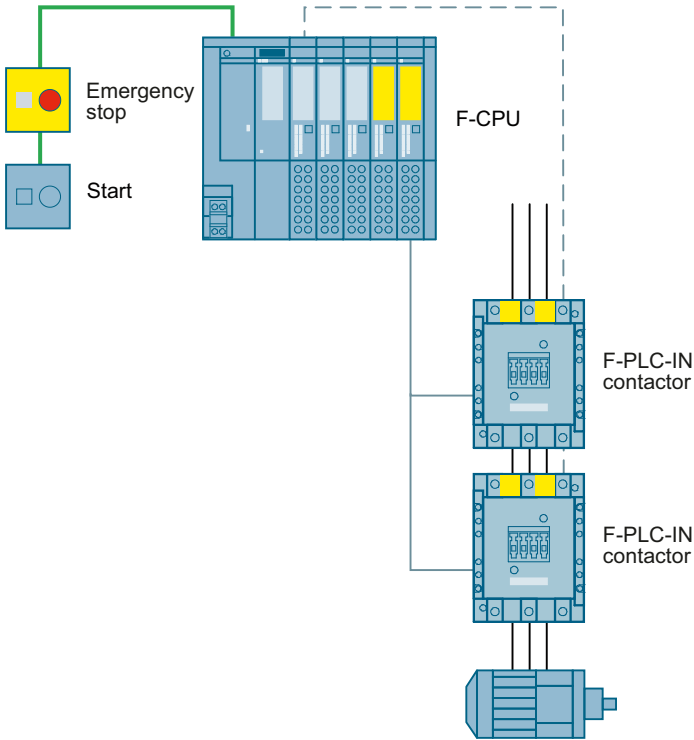 Emergency
stop
F-CPU
Start
F-PLC-IN
contactor
F-PLC-IN
contactor